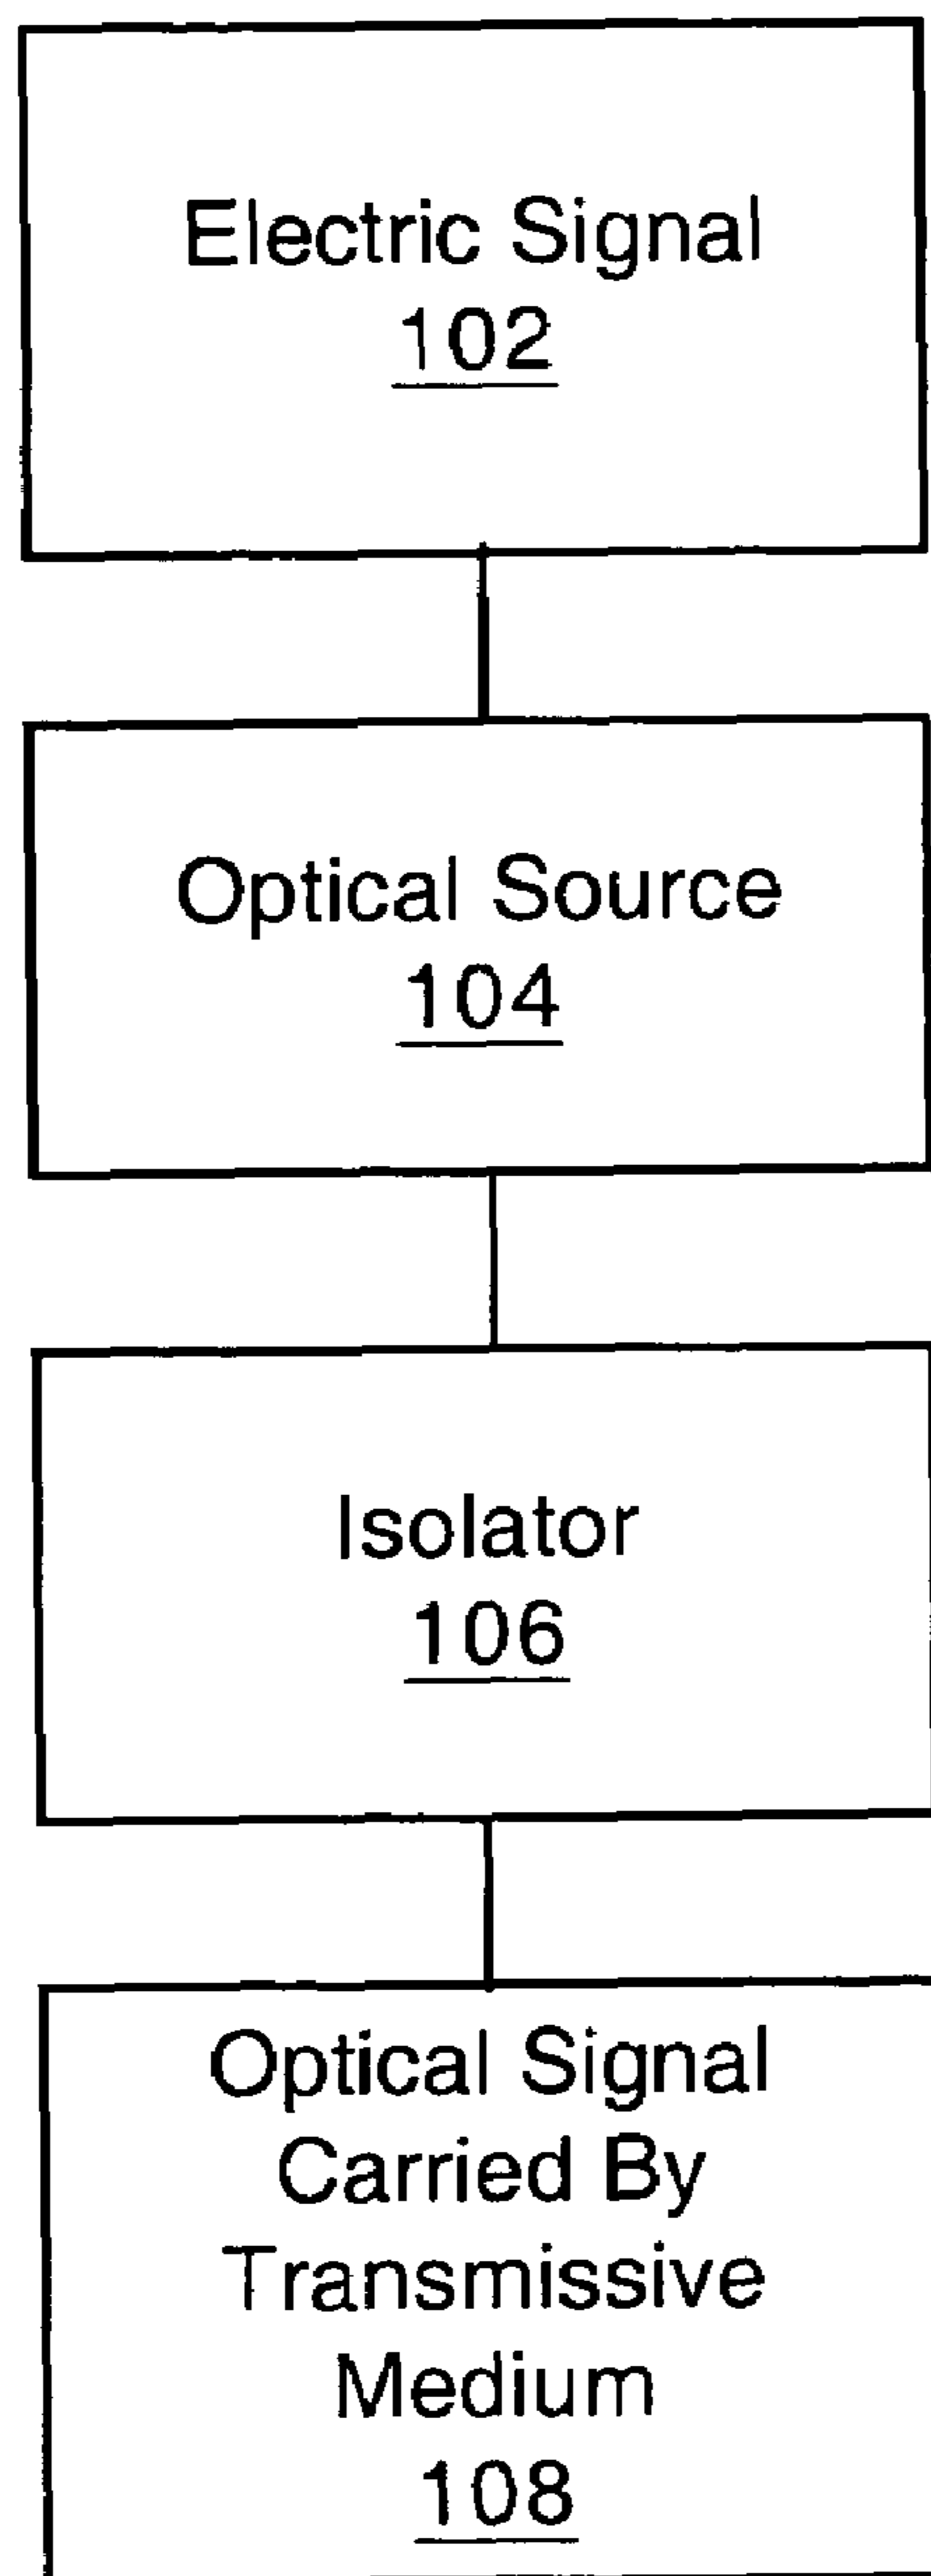 Electric Signal
102
Optical Source
104
Isolator
106
Optical Signal
Carried By
Transmissive
Medium
108